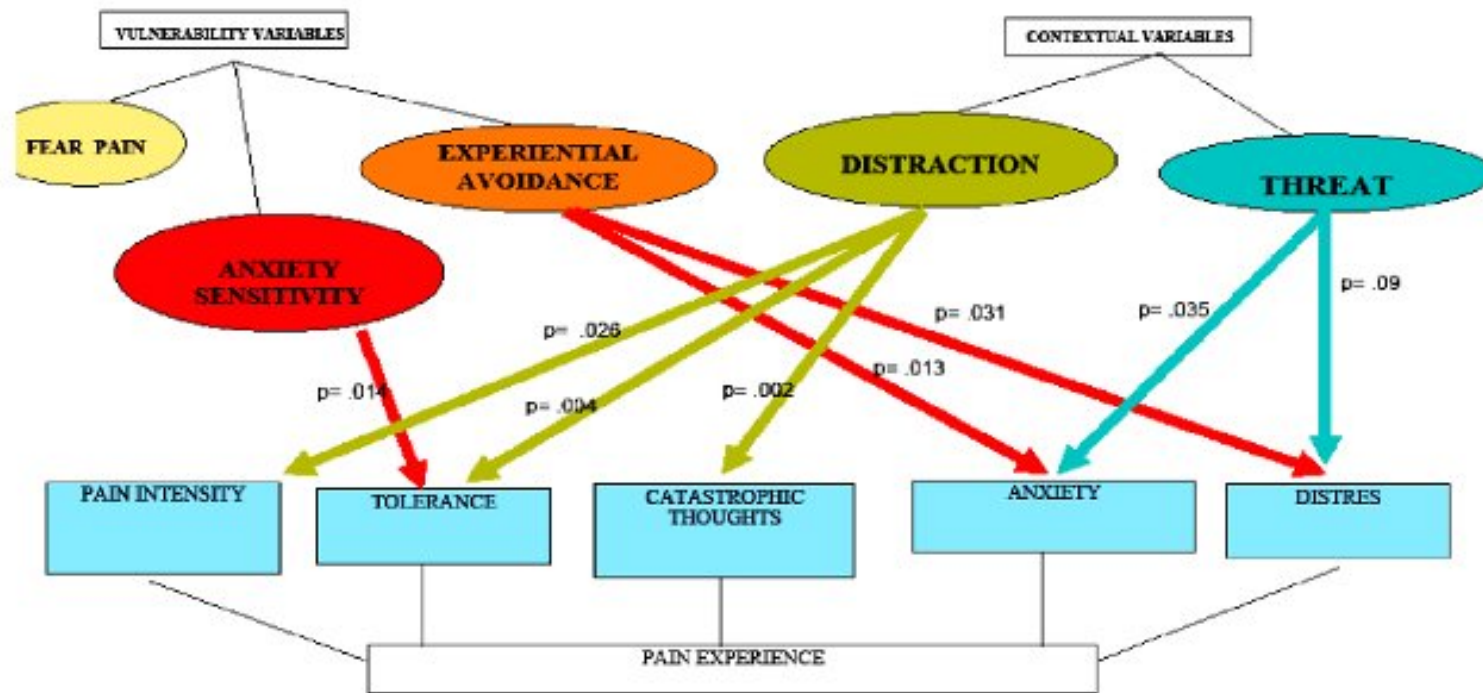 VULNERABILITY VARIABLES
CONTEXTUAL VARIABLES
FEAR PAIN
EXPERIENTIAL
AVOIDANCE
DISTRACTION
THREAT
ANXIETY
SENSITIVITY
p= .026
p= .031
p= .035
p= .09
p= .014
p= .004
p= .002
p= .013
PAIN INTENSITY
TOLERANCE
CATASTROPHIC
THOUGHTS
ANXIETY
DISTRES
PAIN EXPERIENCE